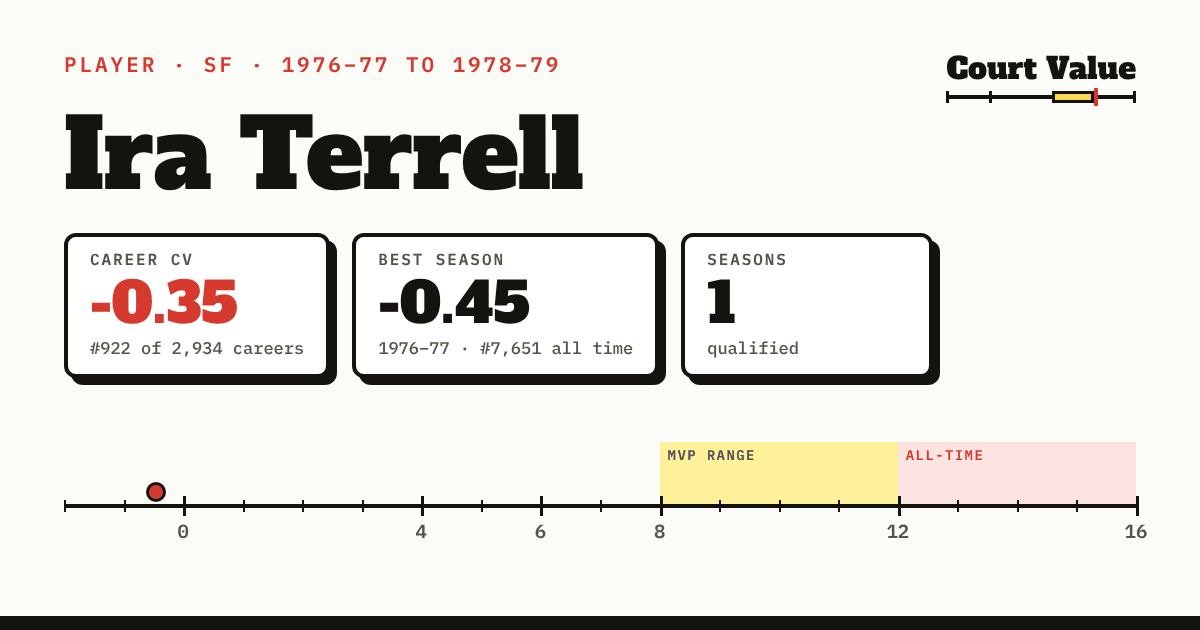 PLAYER · SF · 1976–77 TO 1978–79
Court Value
Ira Terrell
CAREER CV
-0.35
#922 of 2,934 careers
BEST SEASON
-0.45
1976–77 · #7,651 all time
SEASONS
1
qualified
MVP RANGE
ALL-TIME
0 4 6 8 12 16